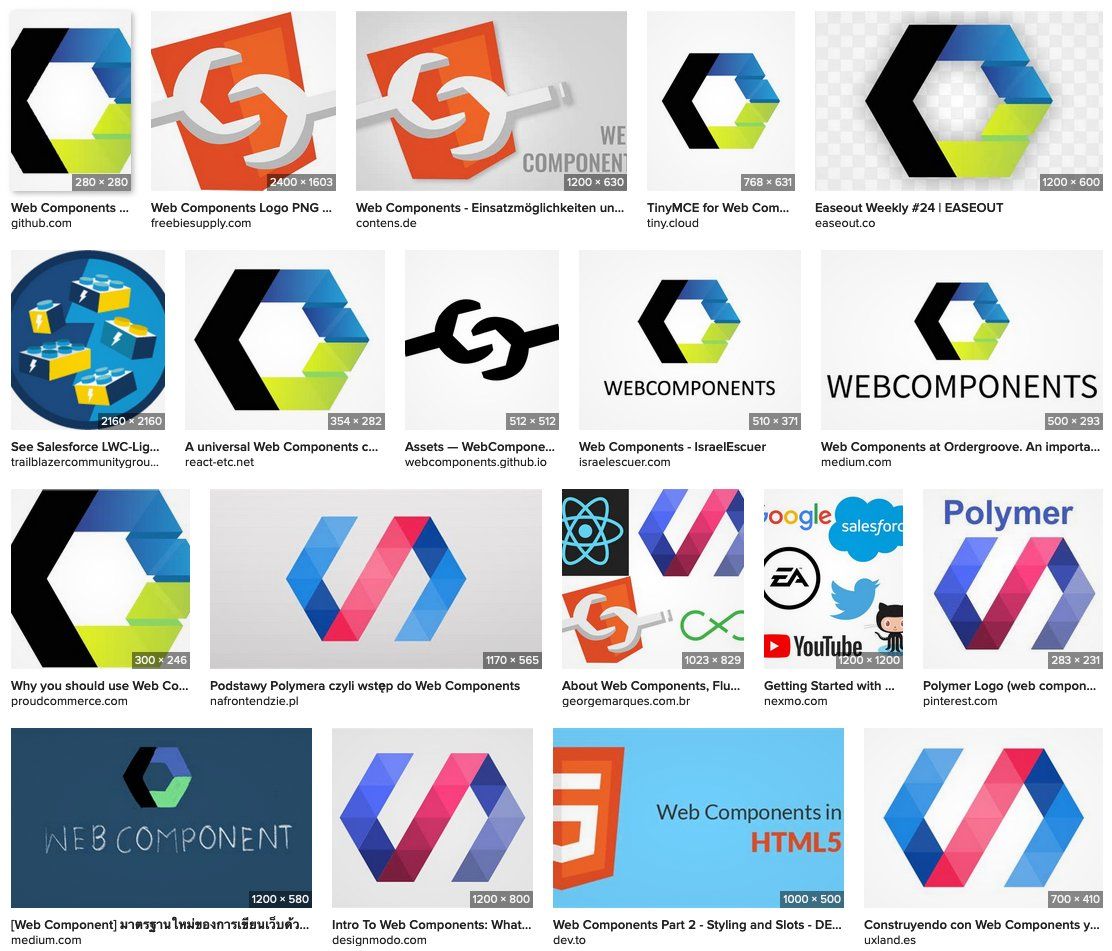 280 × 280
2400 × 1603
WE
COMPONENT
1200 × 630
768 × 631
1200 × 600
Web Components ...
Web Components Logo PNG ...
Web Components - Einsatzmöglichkeiten un...
TinyMCE for Web Com...
Easeout Weekly #24 | EASEOUT
github.com
freebiesupply.com
contens.de
tiny.cloud
easeout.co
2160 × 2160
354 × 282
512 × 512
WEBCOMPONENTS
510 × 371
WEBCOMPONENTS
500 × 293
See Salesforce LWC-Lig...
A universal Web Components c...
Assets — WebCompone...
Web Components - IsraelEscuer
Web Components at Ordergroove. An importa...
trailblazercommunitygrou...
react-etc.net
webcomponents.github.io
israelescuer.com
medium.com
300 × 246
1170 × 565
1023 × 829
Google
salesforc
EA
YouTube
1200 × 1200
Polymer
283 × 231
Why you should use Web Co...
Podstawy Polymera czyli wstęp do Web Components
About Web Components, Flu...
Getting Started with ...
Polymer Logo (web compon...
proudcommerce.com
nafrontendzie.pl
georgemarques.com.br
nexmo.com
pinterest.com
WEB COMPONENT
1200 × 580
1200 × 800
Web Components in
HTML5
1000 × 500
700 × 410
[Web Component] มาตรฐานใหม่ของการเขียนเว็บด้ว...
Intro To Web Components: What...
Web Components Part 2 - Styling and Slots - DE...
Construyendo con Web Components y...
medium.com
designmodo.com
dev.to
uxland.es